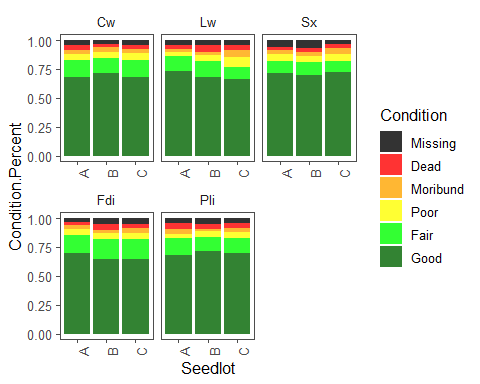 Cw Lw Sx
1.00
0.75
0.50
0.25
0.00
A B C A B C A B C
Fdi Pli
1.00
0.75
0.50
0.25
0.00
A B C A B C
Condition.Percent
Seedlot
Condition
Missing
Dead
Moribund
Poor
Fair
Good